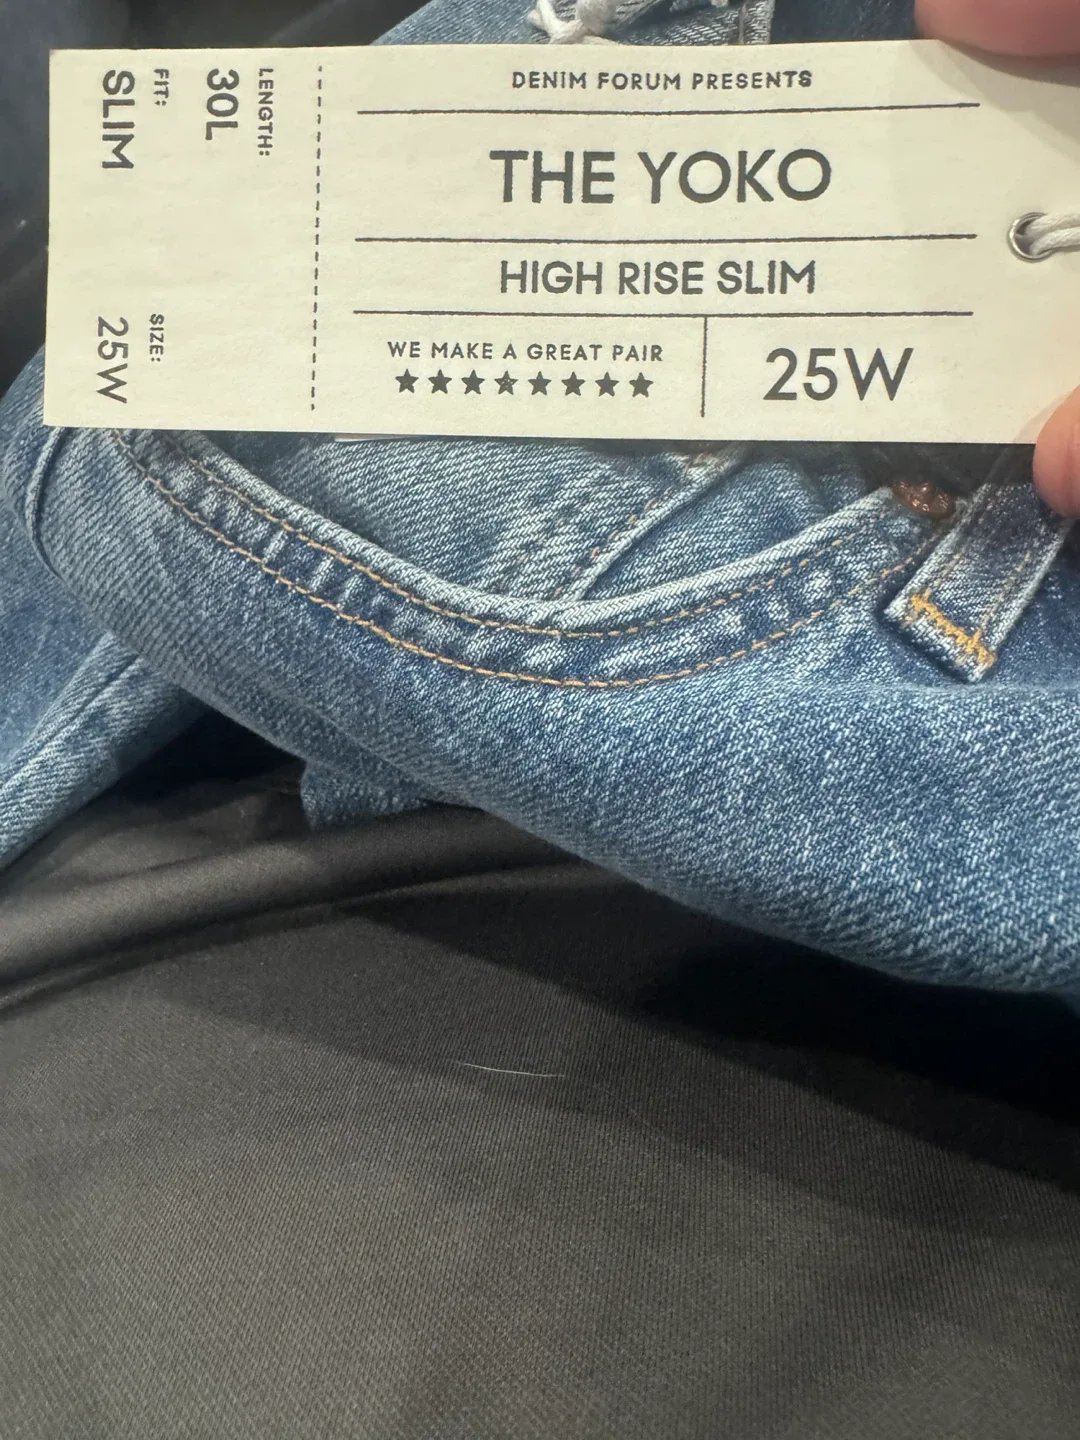 DENIM FORUM PRESENTS
THE YOKO
HIGH RISE SLIM
WE MAKE A GREAT PAIR
★★★★★★★★
25W
LENGTH:
30L
FIT:
SLIM
SIZE:
25W